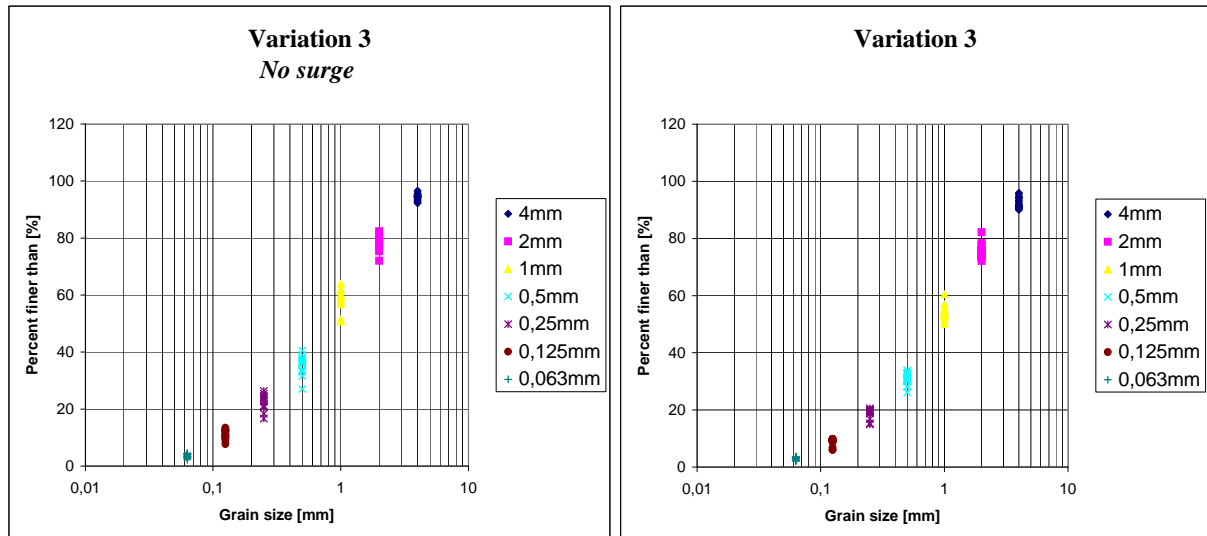 Variation 3
No surge
Percent finer than [%]
120
100
80
60
40
20
0
0,01
0,1
1
10
Grain size [mm]
4mm
2mm
1mm
0,5mm
0,25mm
0,125mm
0,063mm
Variation 3
Percent finer than [%]
120
100
80
60
40
20
0
0,01
0,1
1
10
Grain size [mm]
4mm
2mm
1mm
0,5mm
0,25mm
0,125mm
0,063mm